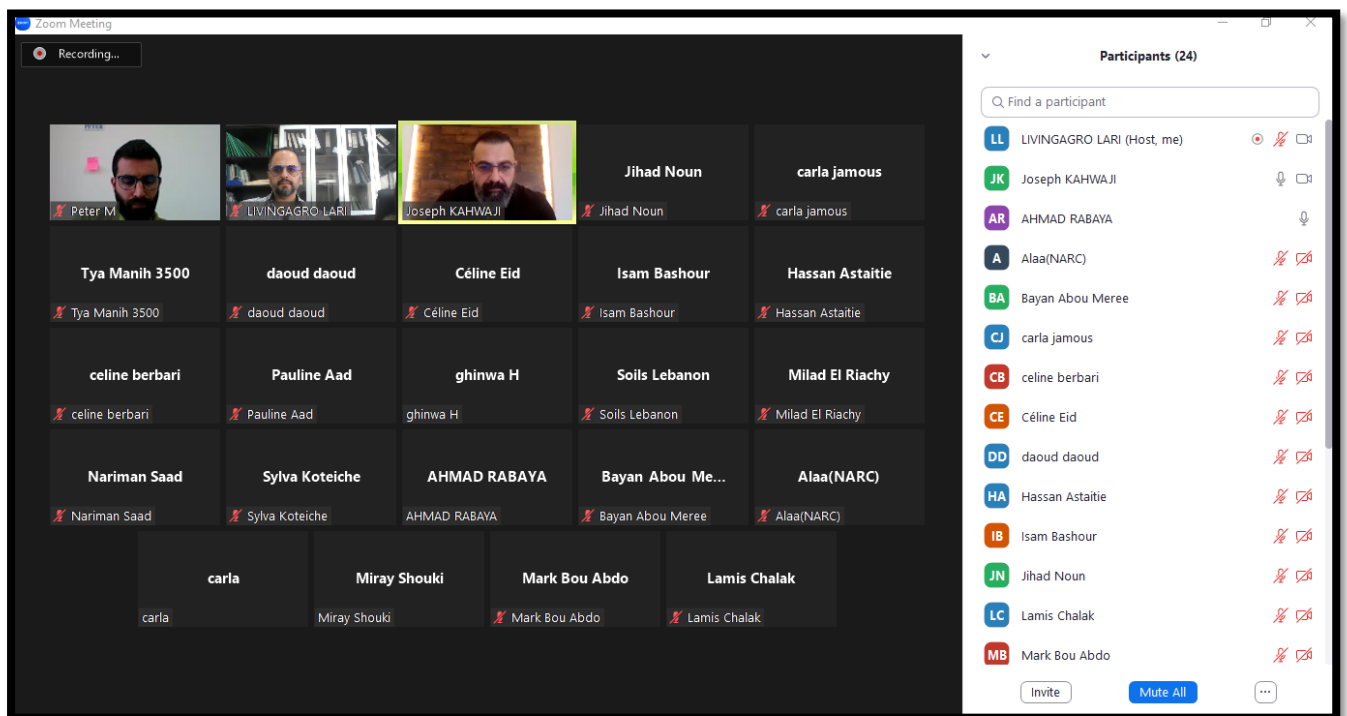 zoom Zoom Meeting
Recording...
Peter M
LIVINGAGRO LARI
Joseph KAHWAJI
Jihad Noun
Jihad Noun
carla jamous
carla jamous
Tya Manih 3500
Tya Manih 3500
daoud daoud
daoud daoud
Céline Eid
Céline Eid
Isam Bashour
Isam Bashour
Hassan Astaitie
Hassan Astaitie
celine berbari
celine berbari
Pauline Aad
Pauline Aad
ghinwa H
ghinwa H
Soils Lebanon
Soils Lebanon
Milad El Riachy
Milad El Riachy
Nariman Saad
Nariman Saad
Sylva Koteiche
Sylva Koteiche
AHMAD RABAYA
AHMAD RABAYA
Bayan Abou Me...
Bayan Abou Meree
Alaa(NARC)
Alaa(NARC)
carla
carla
Miray Shouki
Miray Shouki
Mark Bou Abdo
Mark Bou Abdo
Lamis Chalak
Lamis Chalak
Participants (24)
Find a participant
LL LIVINGAGRO LARI (Host, me)
JK Joseph KAHWAJI
AR AHMAD RABAYA
A Alaa(NARC)
BA Bayan Abou Meree
CJ carla jamous
CB celine berbari
CE Céline Eid
DD daoud daoud
HA Hassan Astaitie
IB Isam Bashour
JN Jihad Noun
LC Lamis Chalak
MB Mark Bou Abdo
Invite
Mute All
...